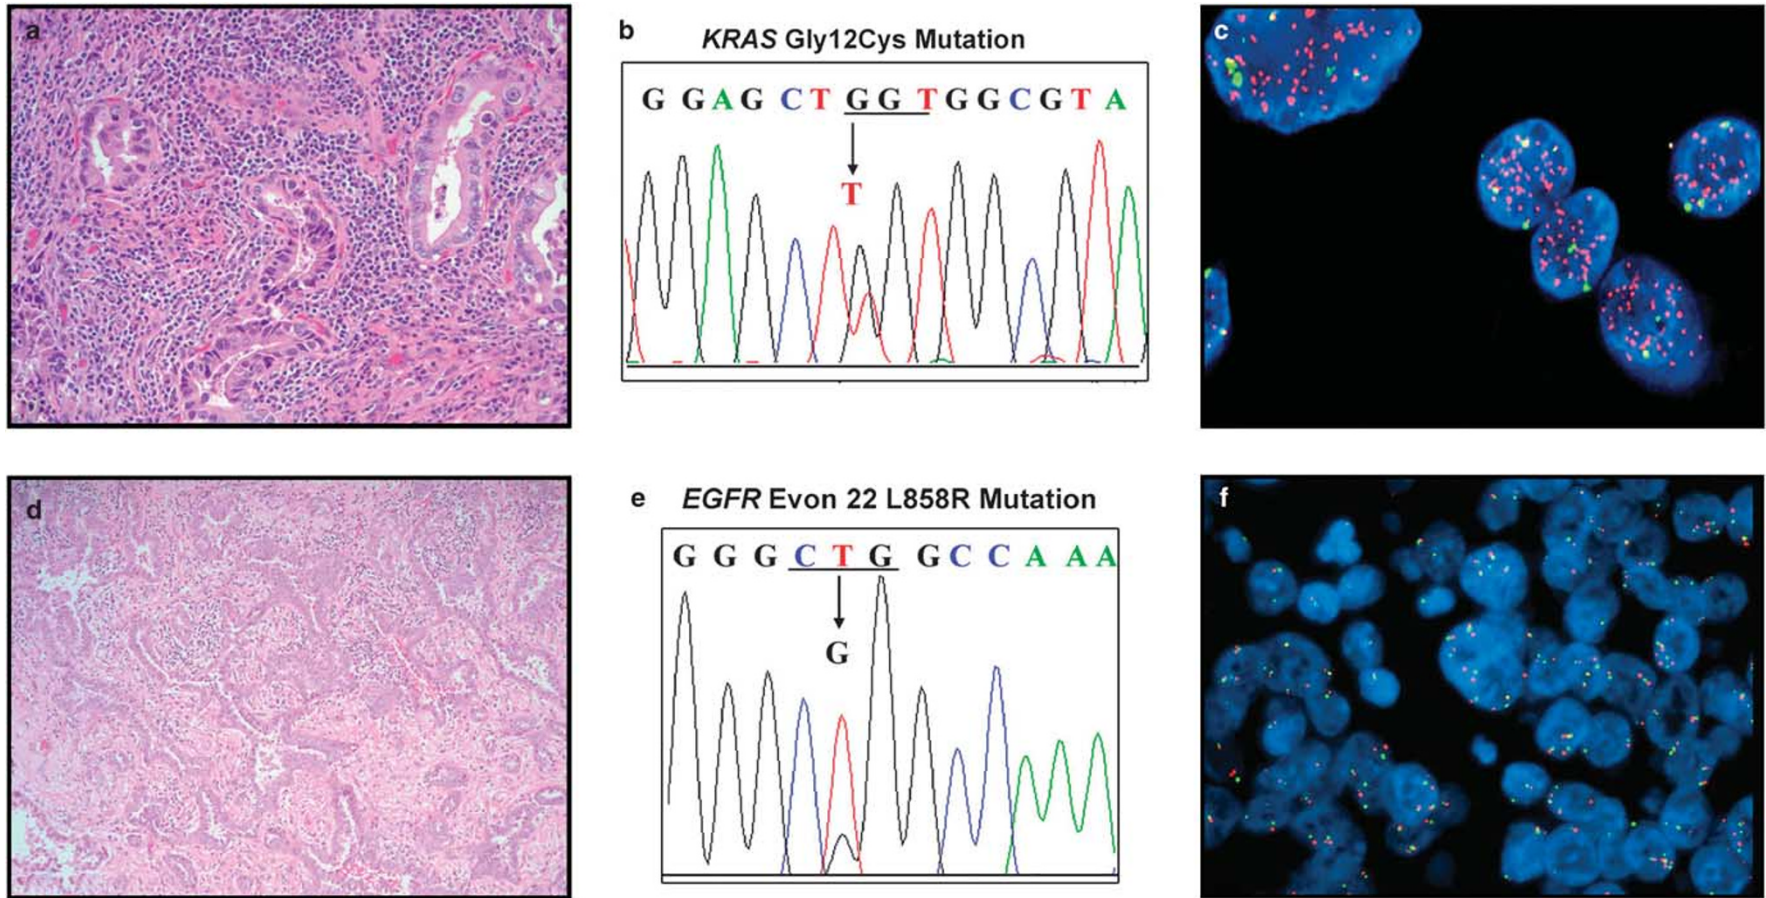 a
b
KRAS Gly12Cys Mutation
G G A G C T G G T G G C G T A
T
c
d
e
EGFR Evon 22 L858R Mutation
G G G C T G G C C A A A
G
f